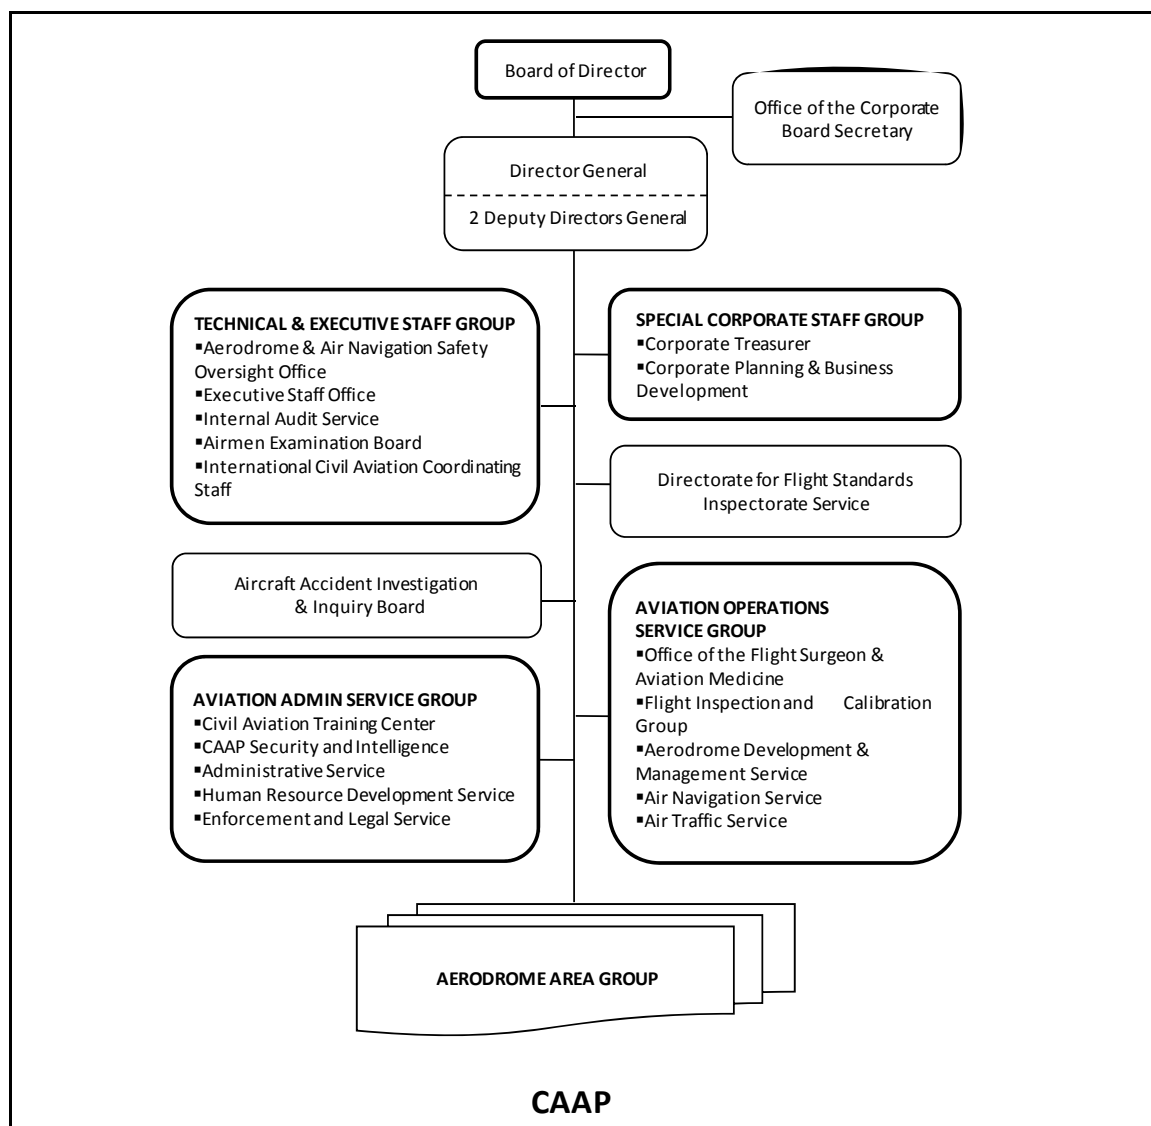 Board of Director
Office of the Corporate
Board Secretary
Director General
2 Deputy Directors General
TECHNICAL & EXECUTIVE STAFF GROUP
▪Aerodrome & Air Navigation Safety
Oversight Office
▪Executive Staff Office
▪Internal Audit Service
▪Airmen Examination Board
▪International Civil Aviation Coordinating
Staff
SPECIAL CORPORATE STAFF GROUP
▪Corporate Treasurer
▪Corporate Planning & Business
Development
Directorate for Flight Standards
Inspectorate Service
Aircraft Accident Investigation
& Inquiry Board
AVIATION OPERATIONS
SERVICE GROUP
▪Office of the Flight Surgeon &
Aviation Medicine
▪Flight Inspection and Calibration
Group
▪Aerodrome Development &
Management Service
▪Air Navigation Service
▪Air Traffic Service
AVIATION ADMIN SERVICE GROUP
▪Civil Aviation Training Center
▪CAAP Security and Intelligence
▪Administrative Service
▪Human Resource Development Service
▪Enforcement and Legal Service
AERODROME AREA GROUP
CAAP